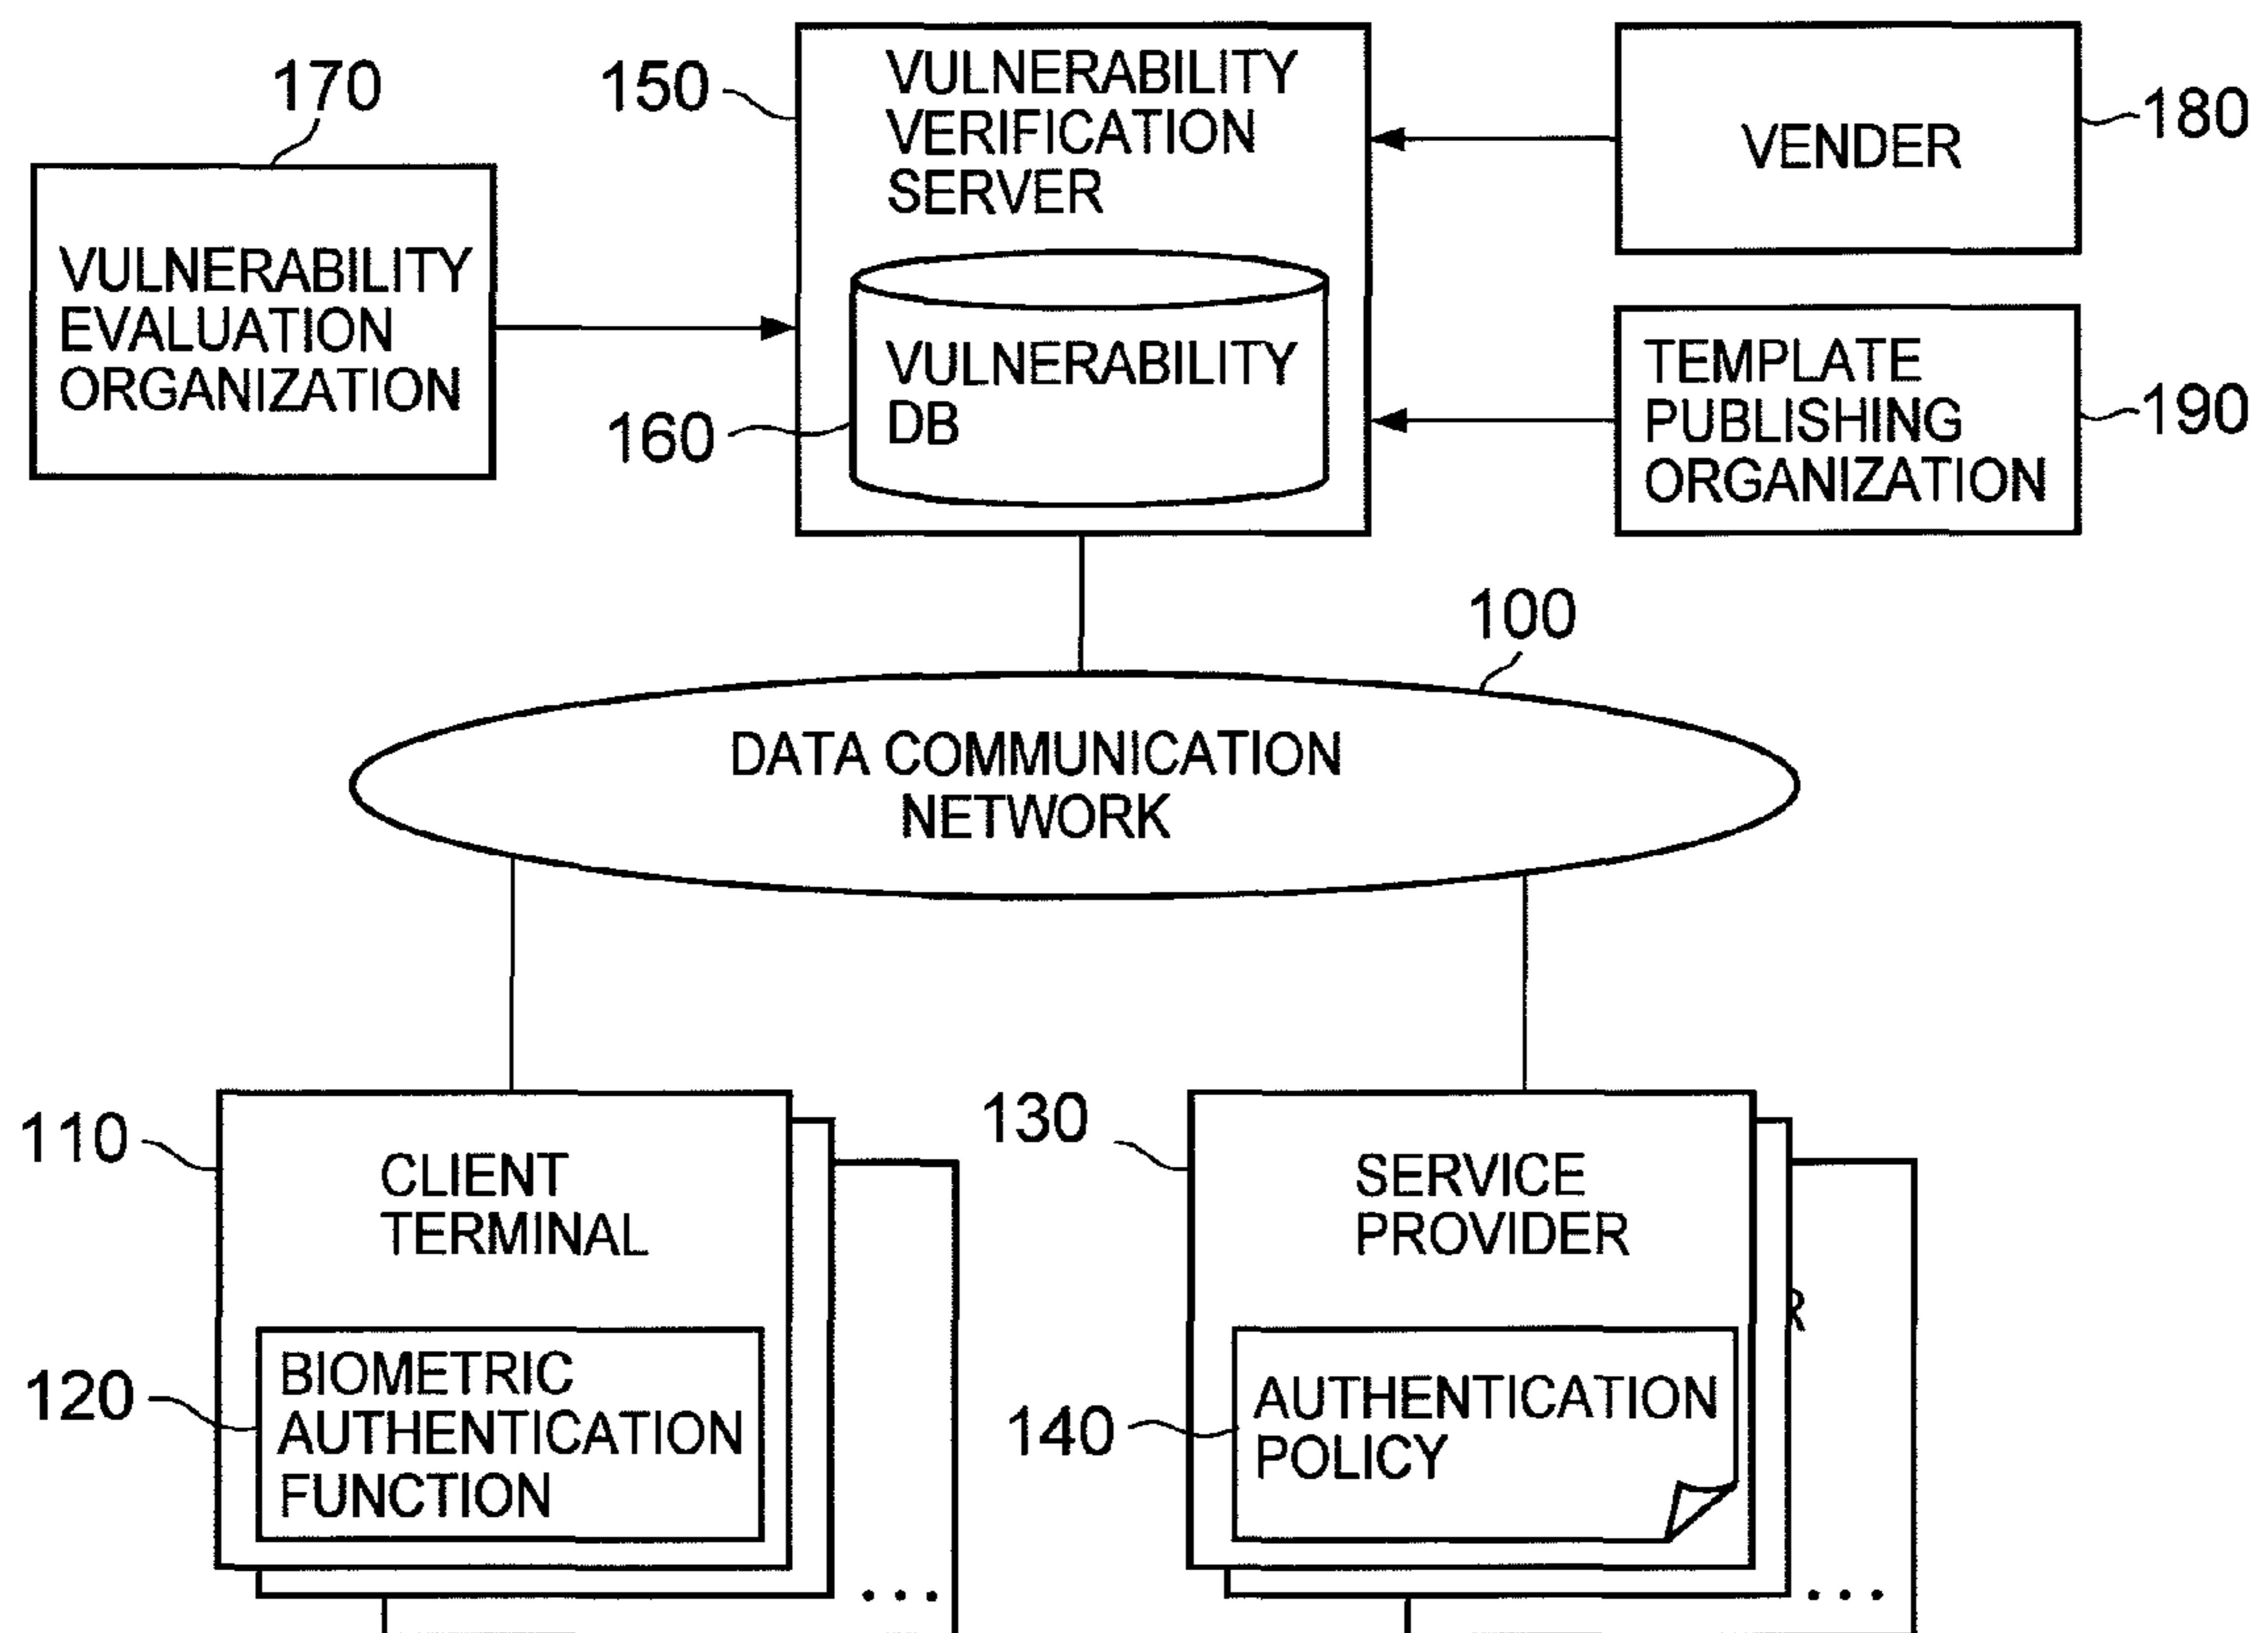 170
150
VULNERABILITY
VERIFICATION
SERVER
VENDER
180
VULNERABILITY
EVALUATION
ORGANIZATION
160
VULNERABILITY
DB
TEMPLATE
PUBLISHING
ORGANIZATION
190
100
DATA COMMUNICATION
NETWORK
110
CLIENT
TERMINAL
120
BIOMETRIC
AUTHENTICATION
FUNCTION
...
130
SERVICE
PROVIDER
R
140
AUTHENTICATION
POLICY
...